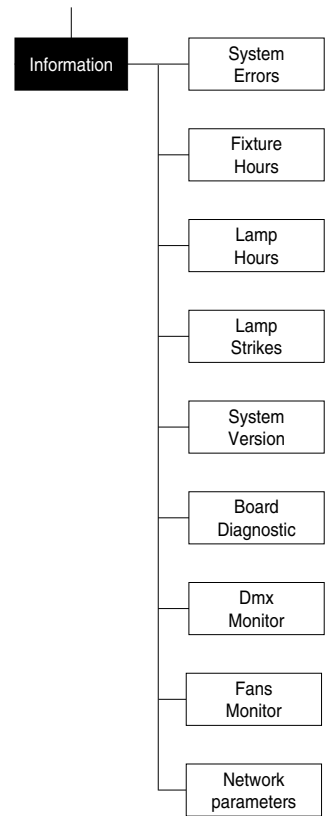 Information
System
Errors
Fixture
Hours
Lamp
Hours
Lamp
Strikes
System
Version
Board
Diagnostic
Dmx
Monitor
Fans
Monitor
Network
parameters